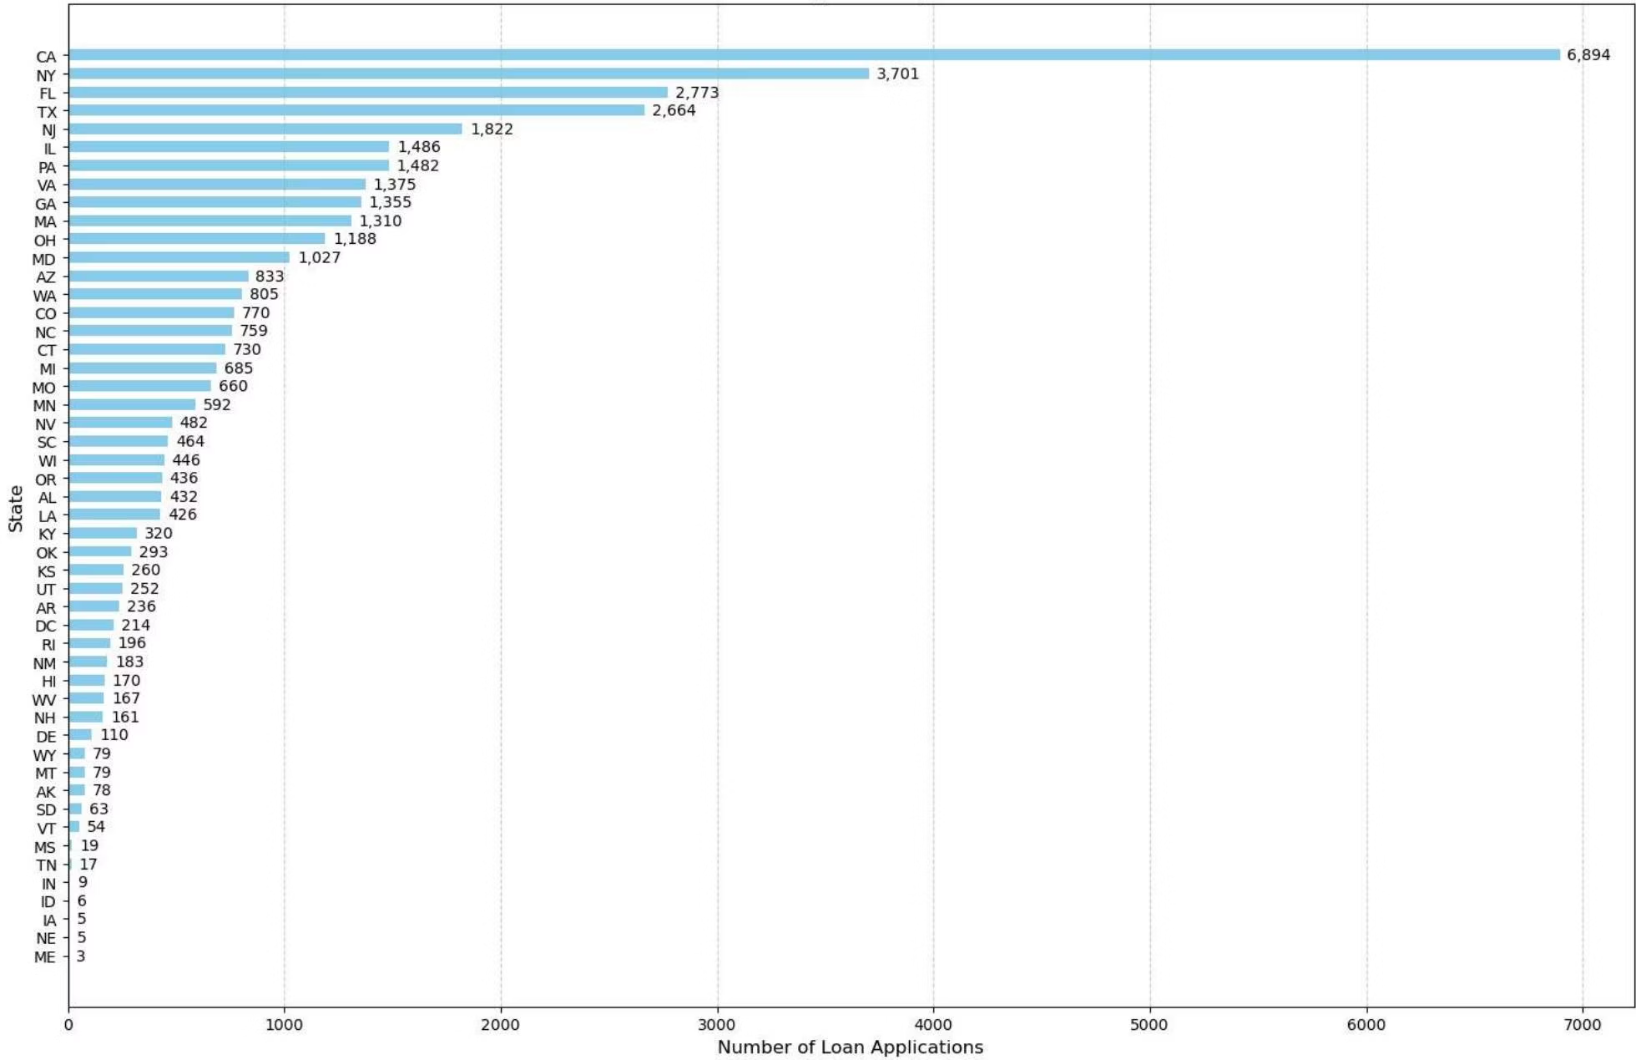 CA 6,894
NY 3,701
FL 2,773
TX 2,664
NJ 1,822
IL 1,486
PA 1,482
VA 1,375
GA 1,355
MA 1,310
OH 1,188
MD 1,027
AZ 833
WA 805
CO 770
NC 759
CT 730
MI 685
MO 660
MN 592
NV 482
SC 464
WI 446
OR 436
AL 432
LA 426
KY 320
OK 293
KS 260
UT 252
AR 236
DC 214
RI 196
NM 183
HI 170
WV 167
NH 161
DE 110
WY 79
MT 79
AK 78
SD 63
VT 54
MS 19
TN 17
IN 9
ID 6
IA 5
NE 5
ME 3
State
0 1000 2000 3000 4000 5000 6000 7000
Number of Loan Applications